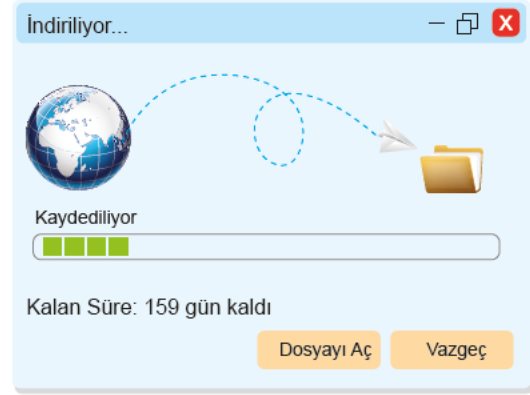 İndiriliyor...
X
Kaydediliyor
Kalan Süre: 159 gün kaldı
Dosyayı Aç
Vazgeç